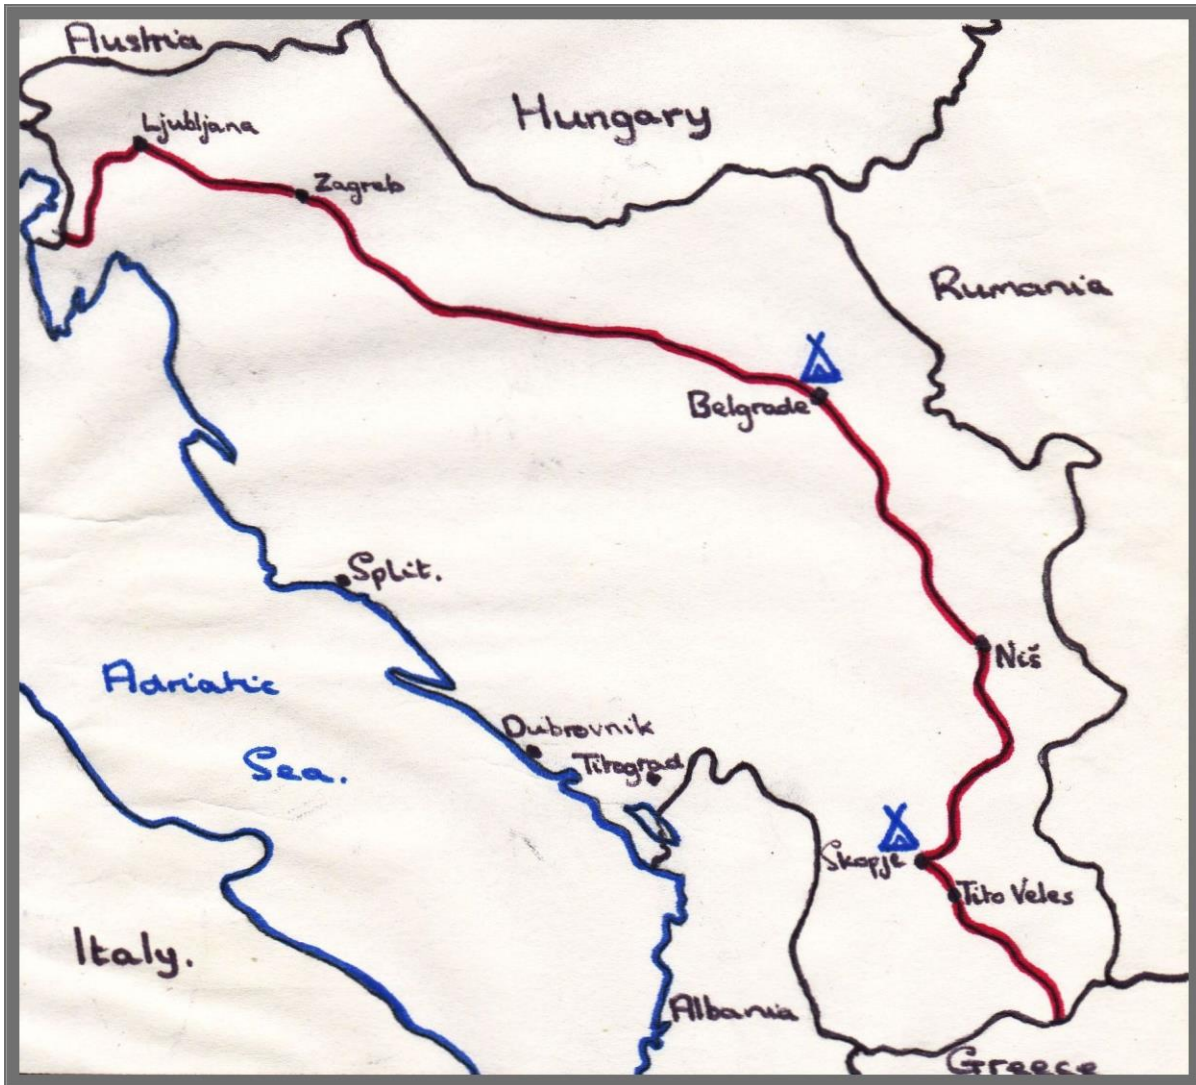 Austria
Hungary
Ljubljana
Zagreb
Rumania
Belgrade
Split.
Niš
Adriatic
Sea.
Dubrovnik
Titograd
Skopje
Tito Veles
Italy.
Albania
Greece